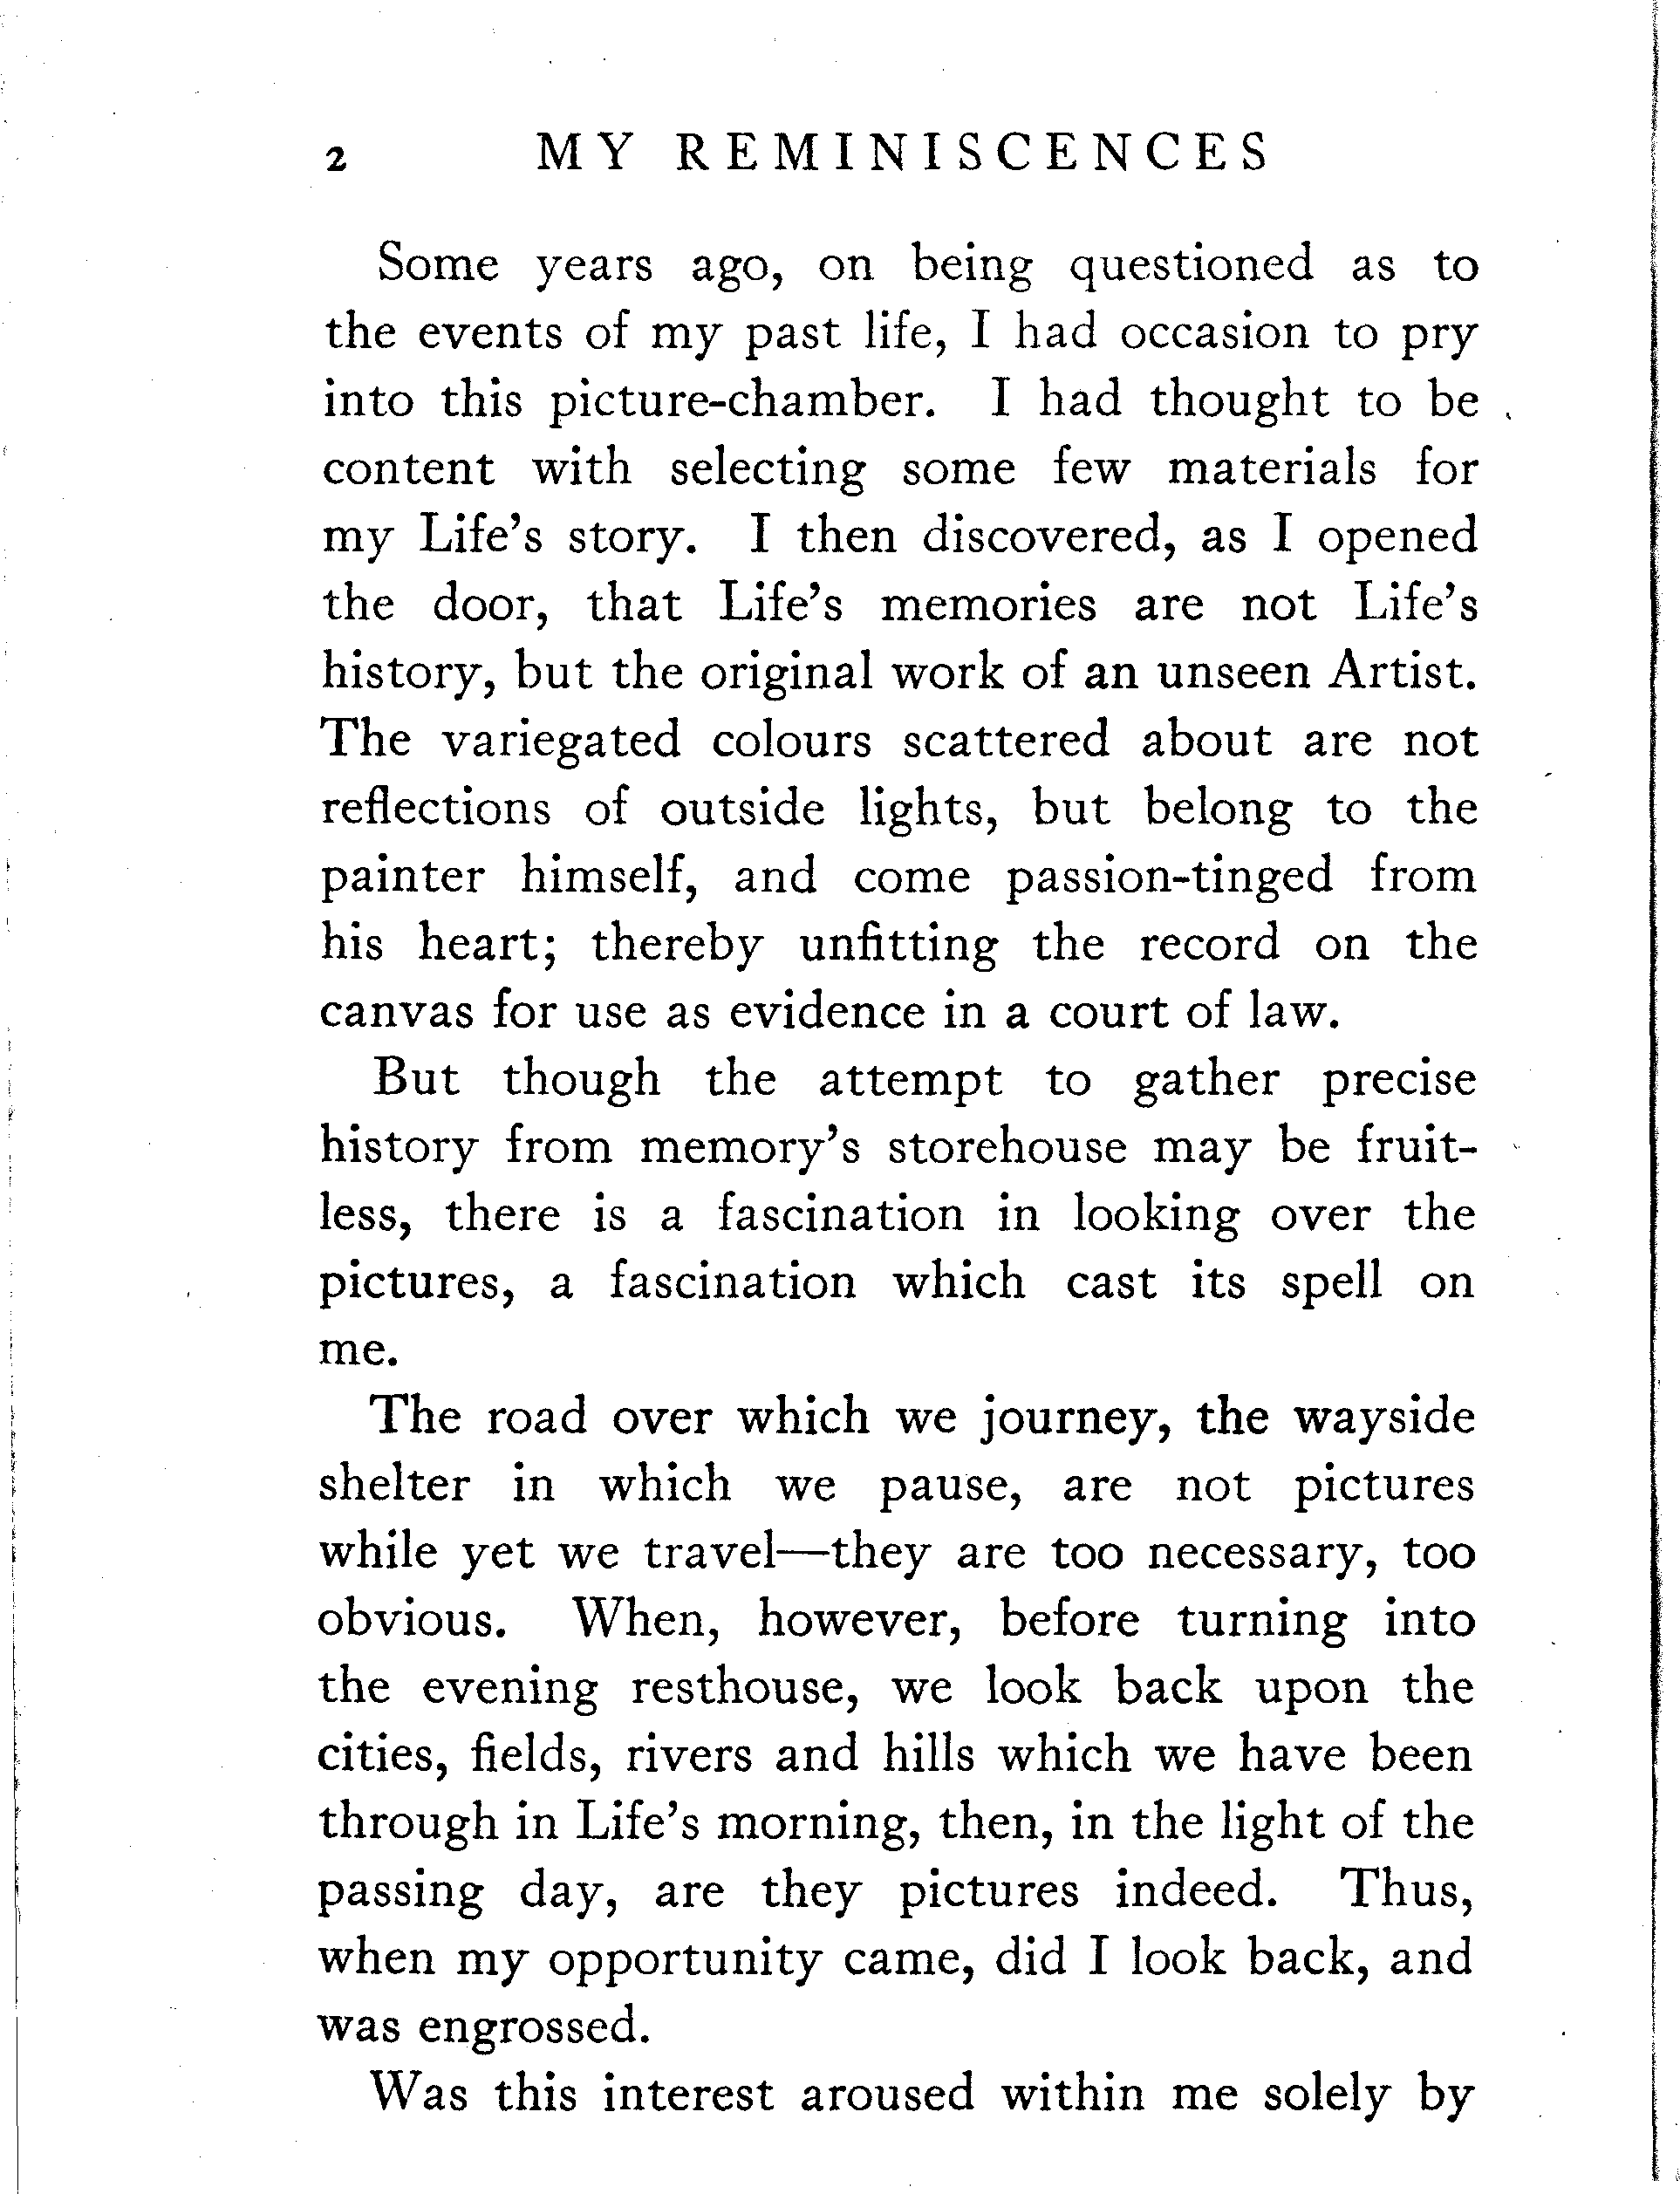 2 MY REMINISCENCES
Some years ago, on being questioned as to
the events of my past life, I had occasion to pry
into this picture-chamber. I had thought to be
content with selecting some few materials for
my Life's story. I then discovered, as I opened
the door, that Life's memories are not Life's
history, but the original work of an unseen Artist.
The variegated colours scattered about are not
reflections of outside lights, but belong to the
painter himself, and come passion-tinged from
his heart; thereby unfitting the record on the
canvas for use as evidence in a court of law.
But though the attempt to gather precise
history from memory's storehouse may be fruit-
less, there is a fascination in looking over the
pictures, a fascination which cast its spell on
me.
The road over which we journey, the wayside
shelter in which we pause, are not pictures
while yet we travel—they are too necessary, too
obvious. When, however, before turning into
the evening resthouse, we look back upon the
cities, fields, rivers and hills which we have been
through in Life's morning, then, in the light of the
passing day, are they pictures indeed. Thus,
when my opportunity came, did I look back, and
was engrossed.
Was this interest aroused within me solely by